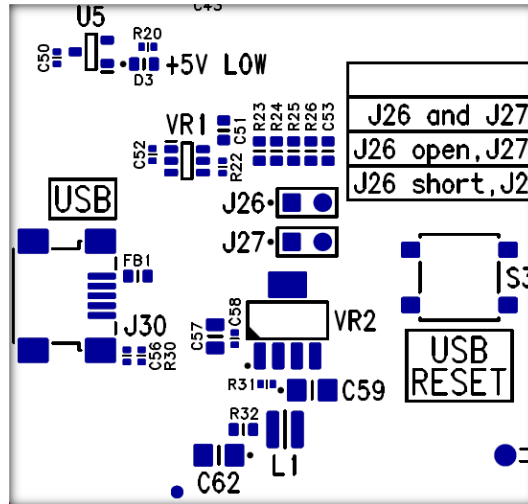 C43
U5
R20
C50
D3
+5V LOW
VR1
C52
C51
R22
R23
R24
R25
R26
C53
J26 and J27
J26 open,J27
J26 short,J2
USB
J26
J27
FB1
J30
C56
R30
C57
C58
VR2
S3
USB
RESET
R31
C59
R32
L1
C62